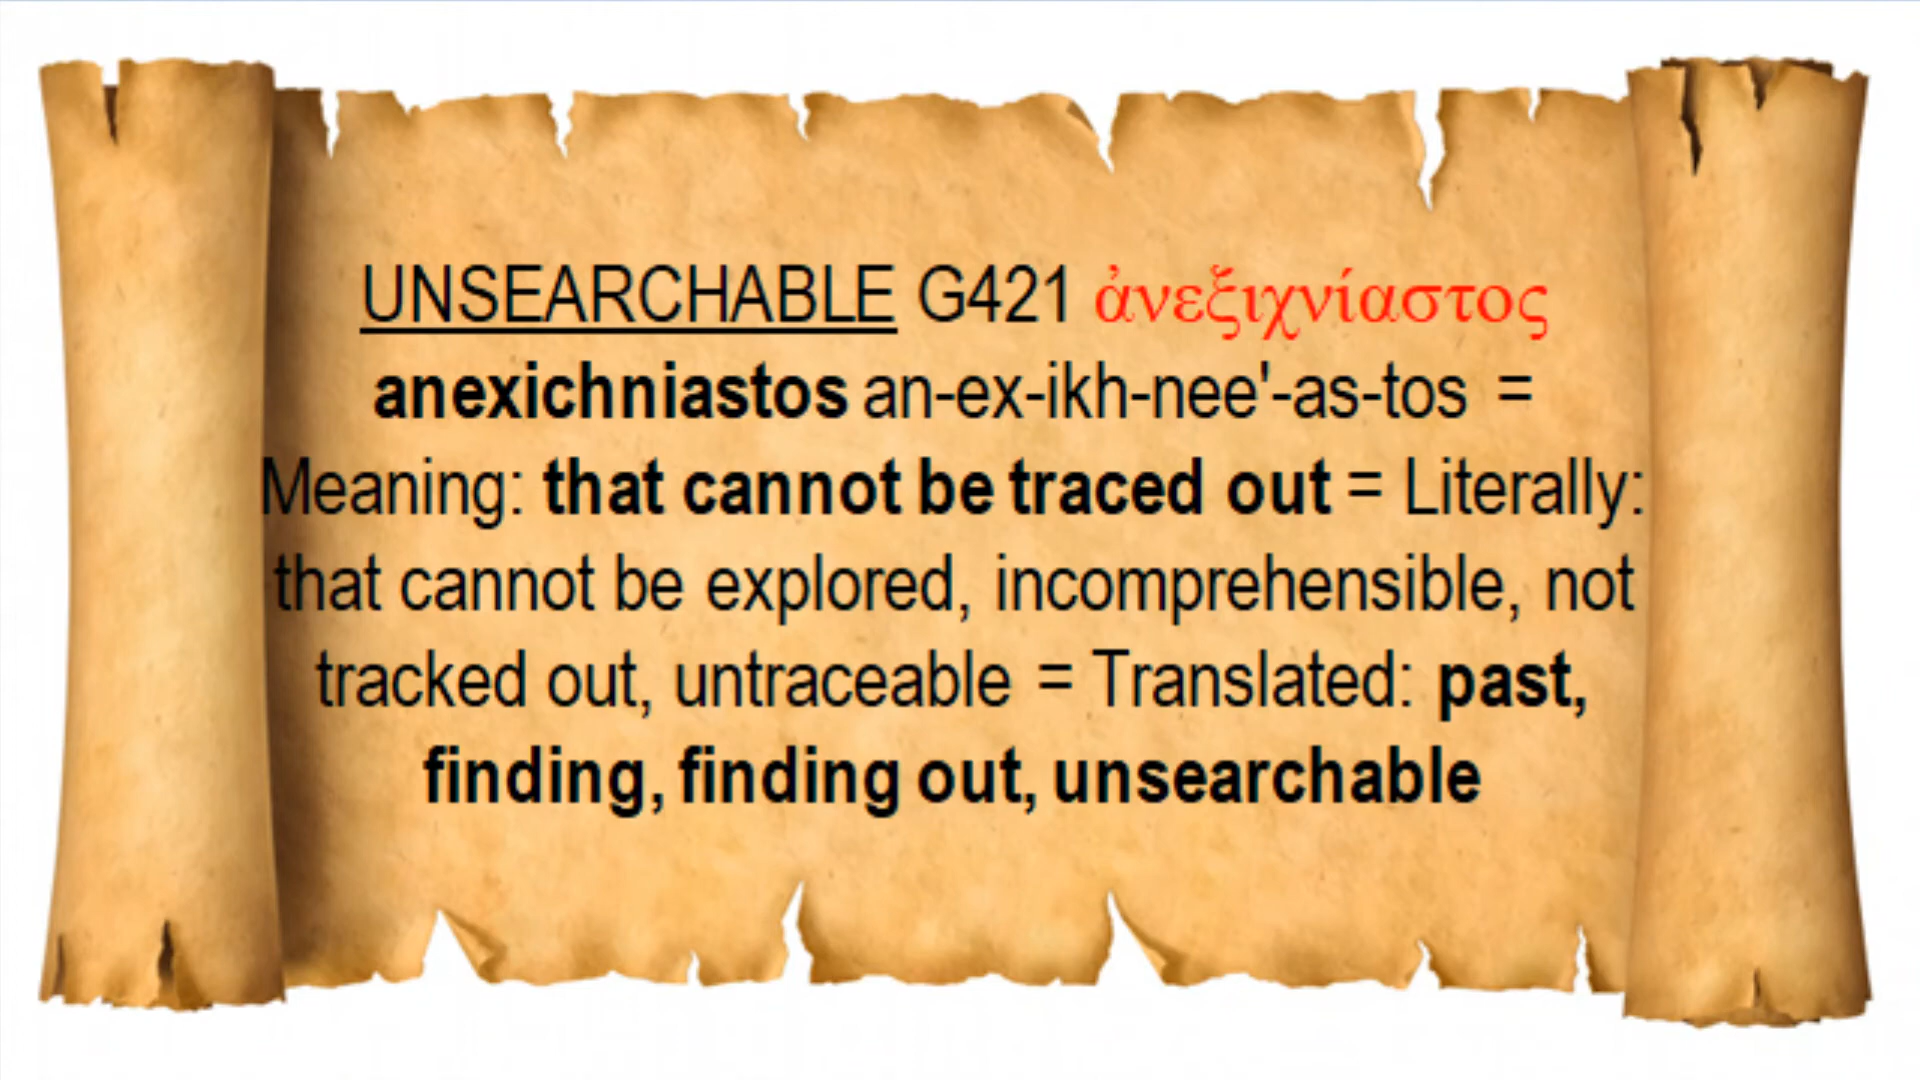 UNSEARCHABLE G421 ἀνεξιχνίαστος
anexichniastos an-ex-ikh-nee'-as-tos =
Meaning: that cannot be traced out = Literally:
that cannot be explored, incomprehensible, not
tracked out, untraceable = Translated: past,
finding, finding out, unsearchable